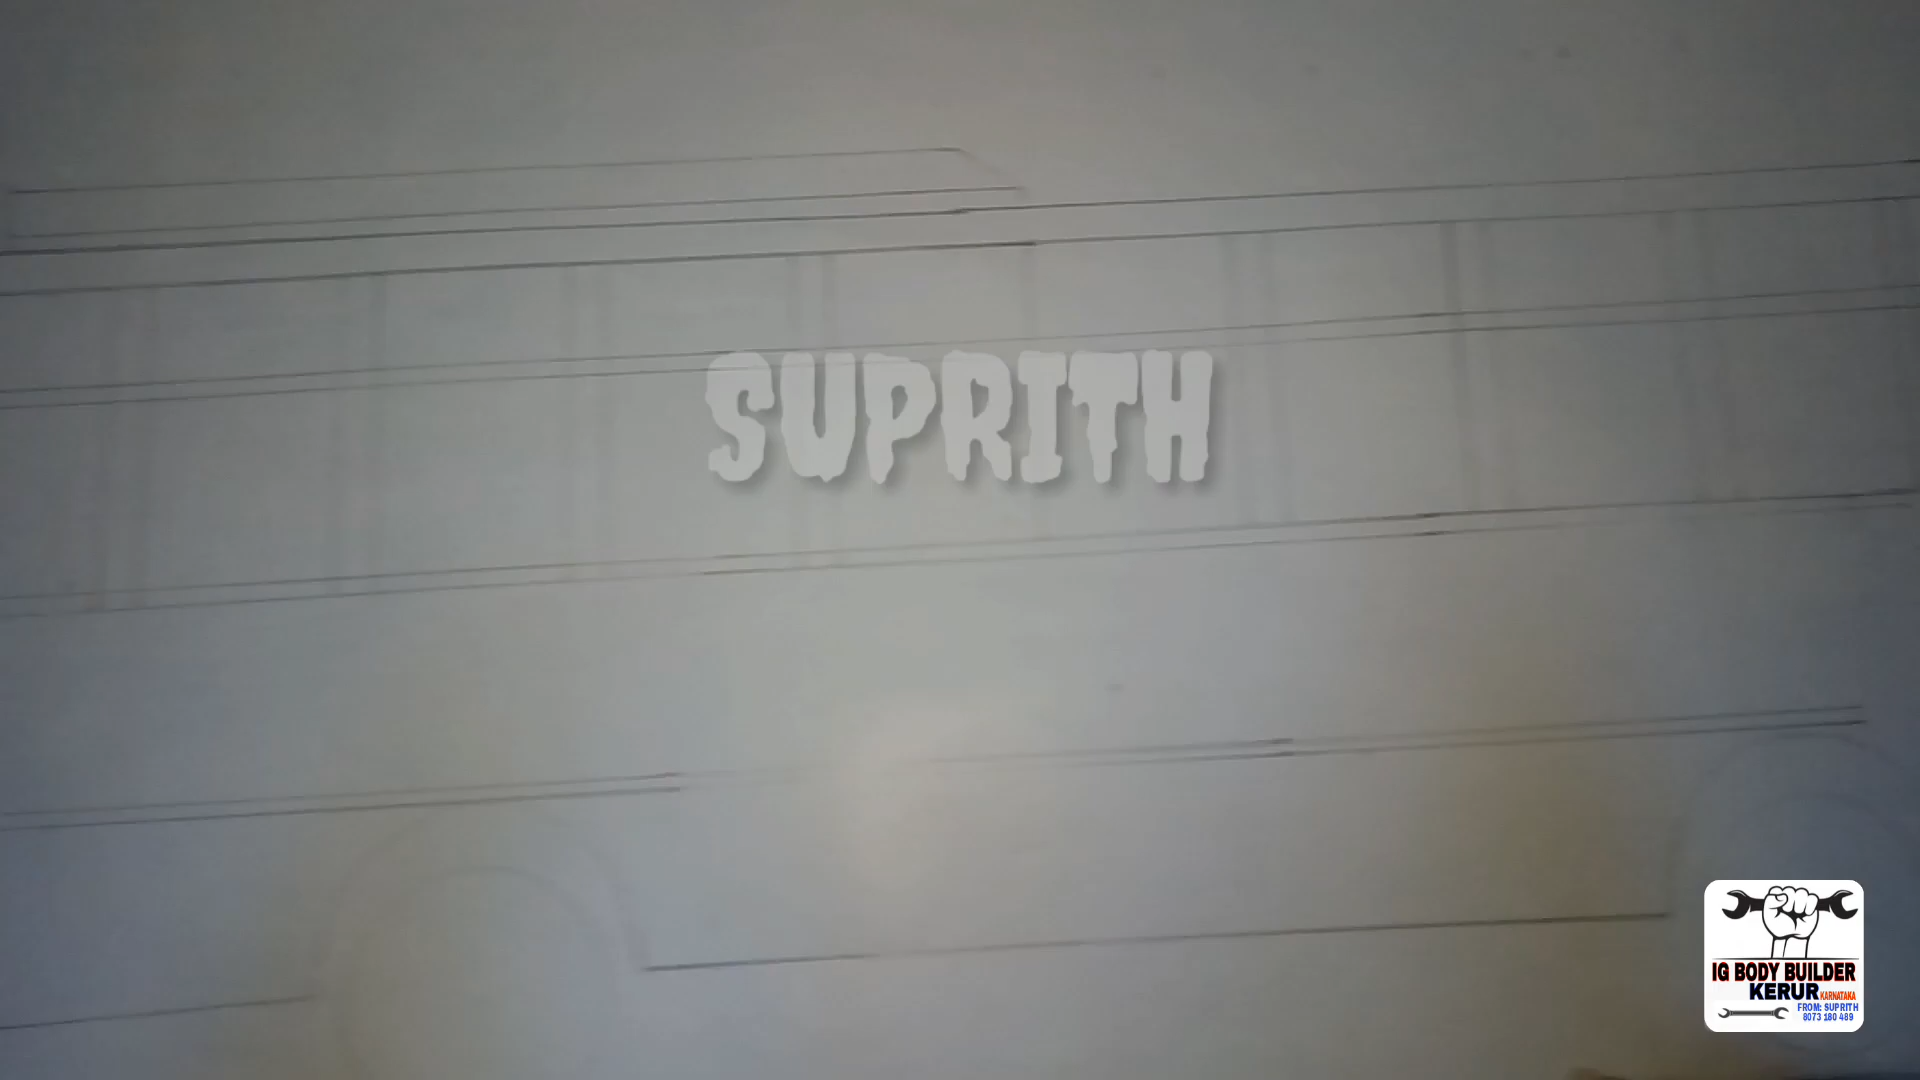 SUPRITH
IG BODY BUILDER
KERUR KARNATAKA
FROM: SUPRITH
8073 180 489